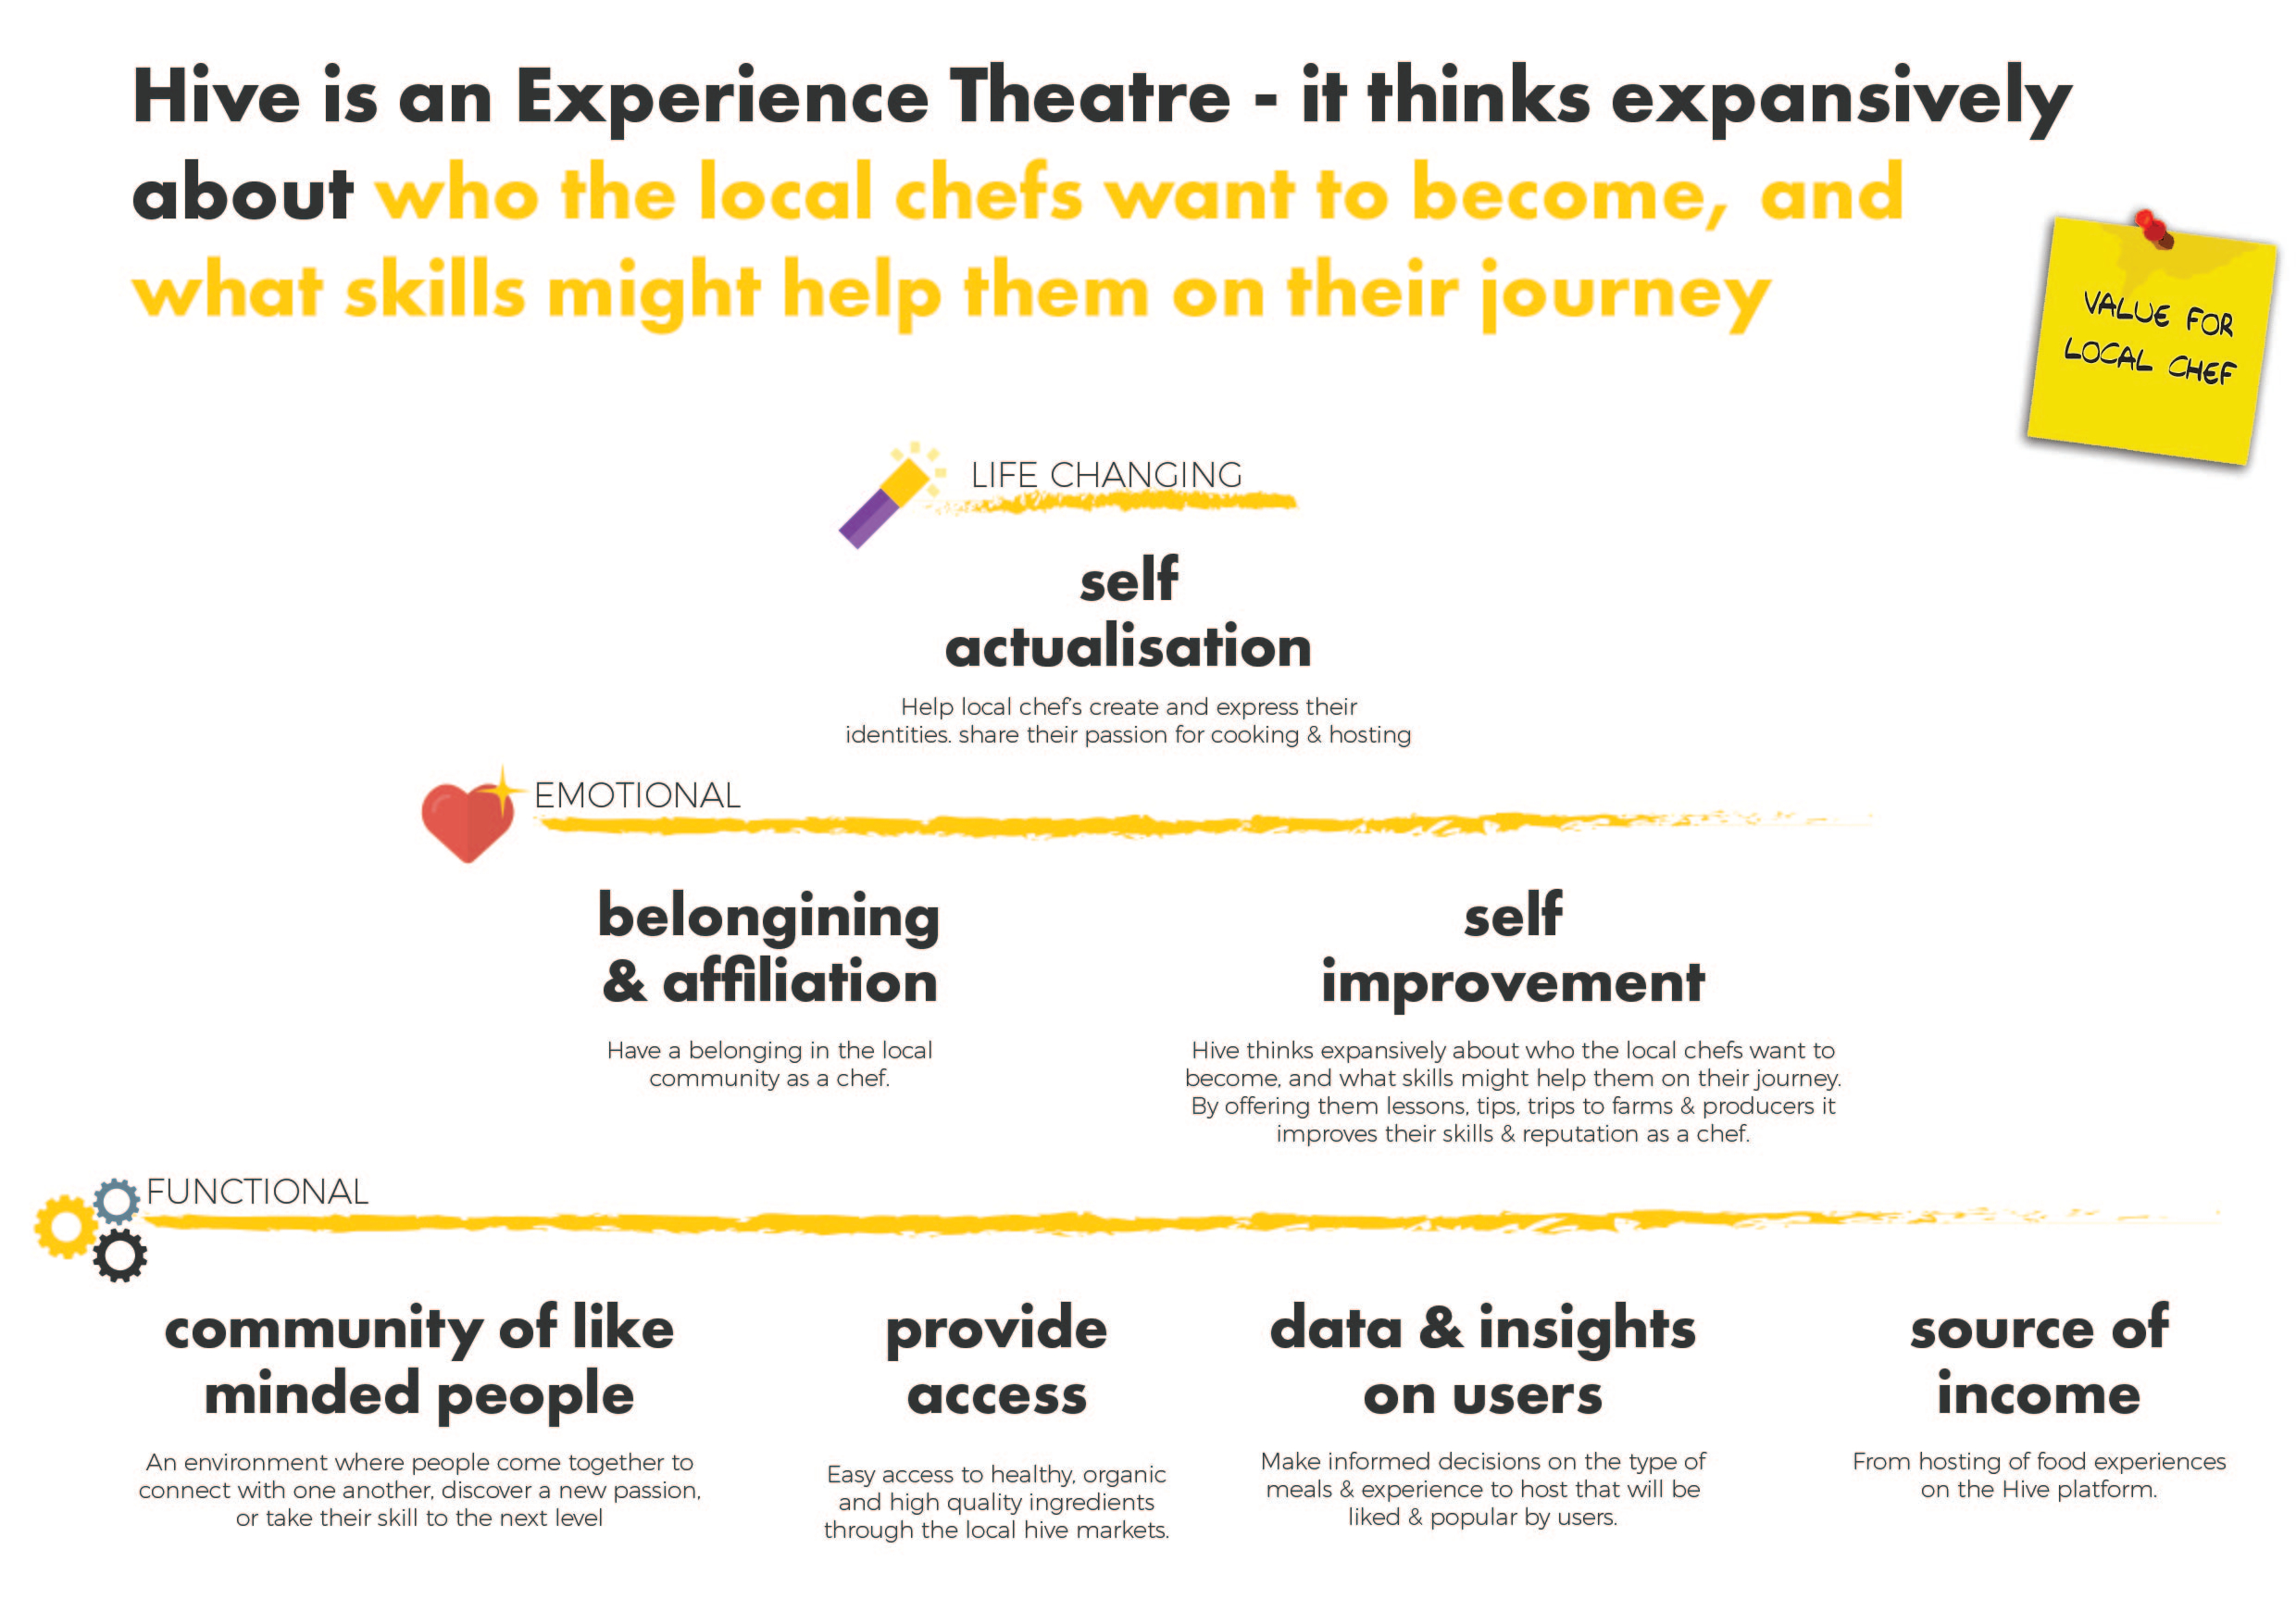 Hive is an Experience Theatre - it thinks expansively
about who the local chefs want to become, and
what skills might help them on their journey
VALUE FOR
LOCAL CHEF
LIFE CHANGING
self
actualisation
Help local chef's create and express their
identities. share their passion for cooking & hosting
EMOTIONAL
belongining
& affiliation
Have a belonging in the local
community as a chef.
self
improvement
Hive thinks expansively about who the local chefs want to
become, and what skills might help them on their journey.
By offering them lessons, tips, trips to farms & producers it
improves their skills & reputation as a chef.
FUNCTIONAL
community of like
minded people
An environment where people come together to
connect with one another, discover a new passion,
or take their skill to the next level
provide
access
Easy access to healthy, organic
and high quality ingredients
through the local hive markets.
data & insights
on users
Make informed decisions on the type of
meals & experience to host that will be
liked & popular by users.
source of
income
From hosting of food experiences
on the Hive platform.